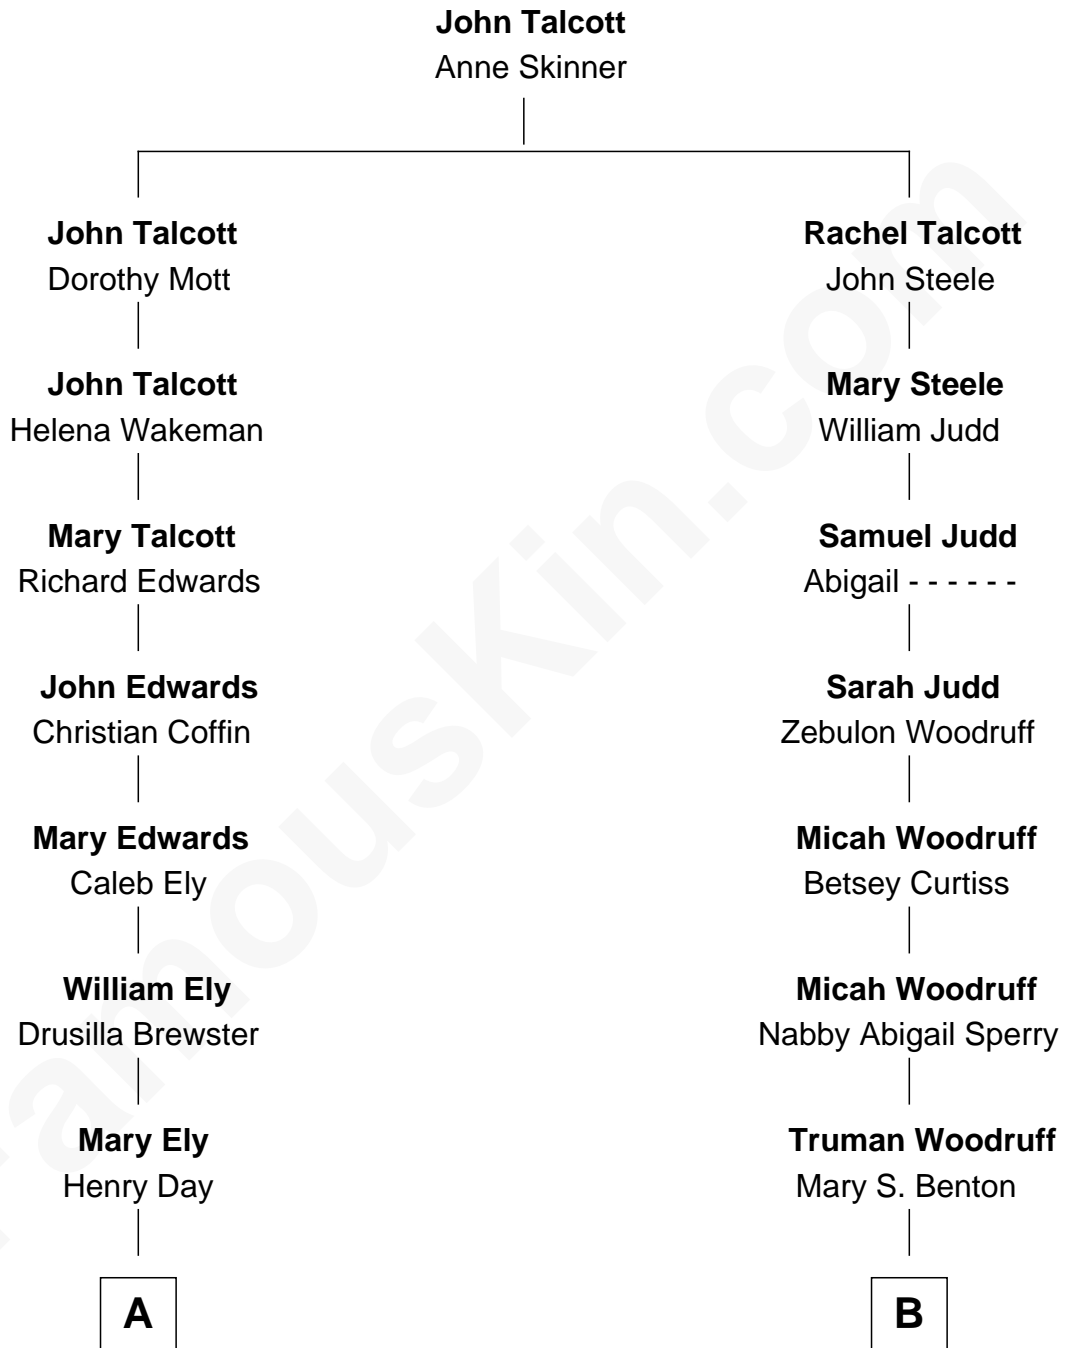 John Talcott
Anne Skinner
John Talcott
Dorothy Mott
Rachel Talcott
John Steele
John Talcott
Helena Wakeman
Mary Steele
William Judd
Mary Talcott
Richard Edwards
Samuel Judd
Abigail - - - - - -
John Edwards
Christian Coffin
Sarah Judd
Zebulon Woodruff
Mary Edwards
Caleb Ely
Micah Woodruff
Betsey Curtiss
William Ely
Drusilla Brewster
Micah Woodruff
Nabby Abigail Sperry
Mary Ely
Henry Day
Truman Woodruff
Mary S. Benton
A
B
FamousKin.com